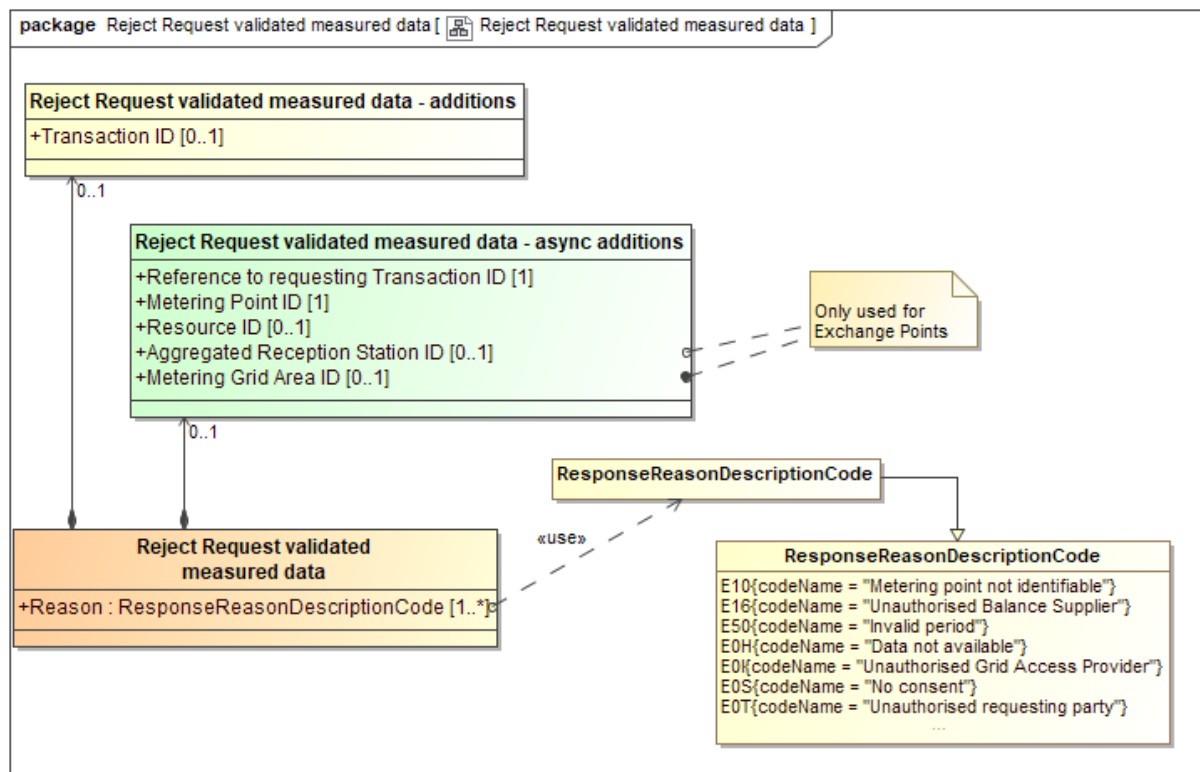 package Reject Request validated measured data [ Reject Request validated measured data ]
Reject Request validated measured data - additions
+Transaction ID [0..1]
0..1
Reject Request validated measured data - async additions
+Reference to requesting Transaction ID [1]
+Metering Point ID [1]
+Resource ID [0..1]
+Aggregated Reception Station ID [0..1]
+Metering Grid Area ID [0..1]
Only used for
Exchange Points
0..1
ResponseReasonDescriptionCode
«use»
Reject Request validated
measured data
+Reason : ResponseReasonDescriptionCode [1..*]
ResponseReasonDescriptionCode
E10{codeName = "Metering point not identifiable"}
E16{codeName = "Unauthorised Balance Supplier"}
E50{codeName = "Invalid period"}
E0H{codeName = "Data not available"}
E0I{codeName = "Unauthorised Grid Access Provider"}
E0S{codeName = "No consent"}
E0T{codeName = "Unauthorised requesting party"}
...